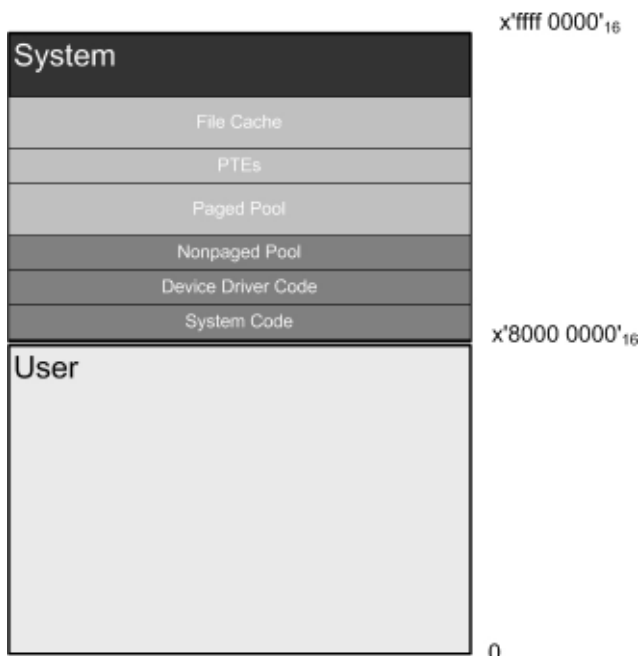 x'ffff 0000'₁₆
System
File Cache
PTEs
Paged Pool
Nonpaged Pool
Device Driver Code
System Code
x'8000 0000'₁₆
User
0